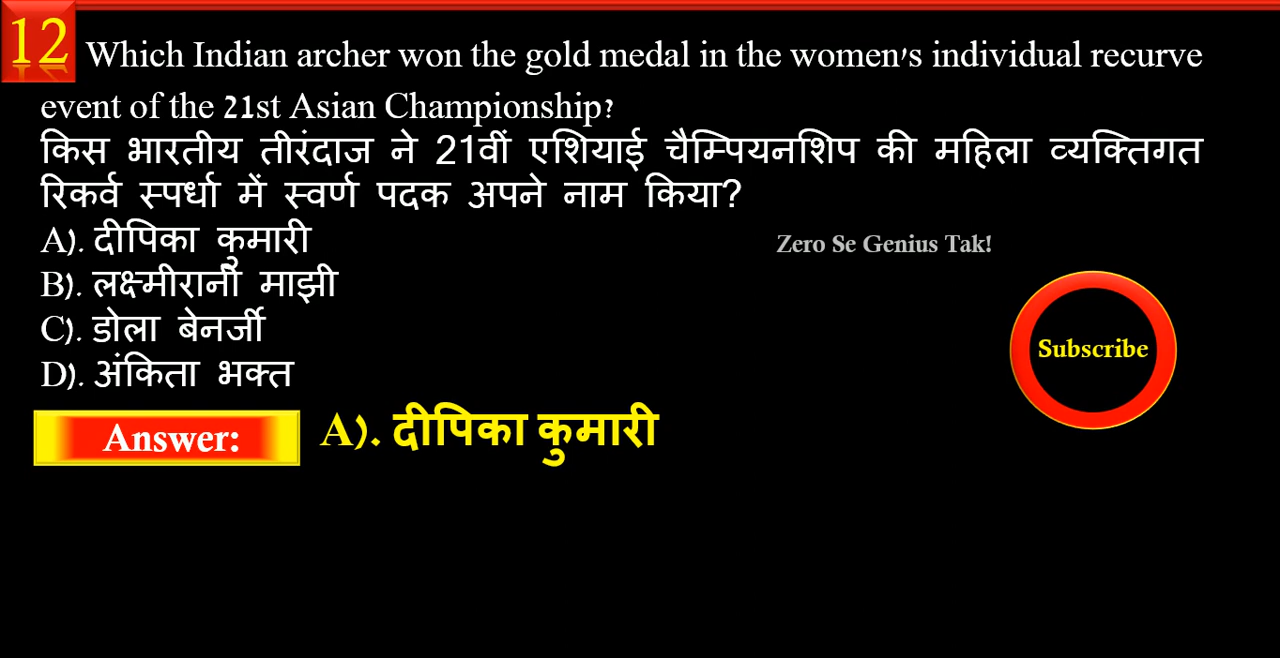 12 Which Indian archer won the gold medal in the women's individual recurve
event of the 21st Asian Championship?
किस भारतीय तीरंदाज ने 21वीं एशियाई चैम्पियनशिप की महिला व्यक्तिगत
रिकर्व स्पर्धा में स्वर्ण पदक अपने नाम किया?
A). दीपिका कुमारी
Zero Se Genius Tak!
B). लक्ष्मीरानी माझी
C). डोला बेनर्जी
Subscribe
D). अंकिता भक्त
Answer: A). दीपिका कुमारी